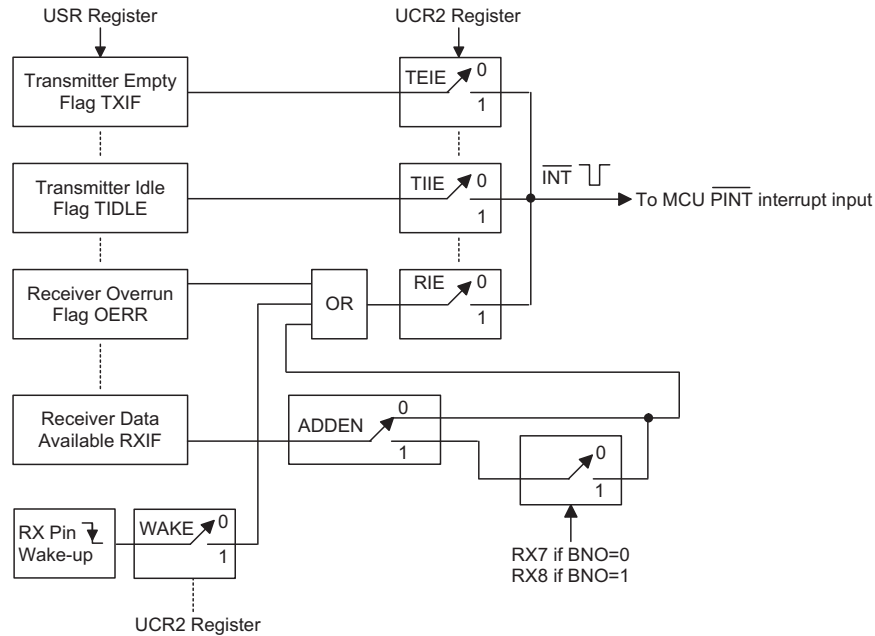 USR Register
UCR2 Register
Transmitter Empty
Flag TXIF
TEIE
0
1
Transmitter Idle
Flag TIDLE
TIIE
0
1
INT
To MCU PINT interrupt input
Receiver Overrun
Flag OERR
OR
RIE
0
1
Receiver Data
Available RXIF
ADDEN
0
1
0
1
RX Pin
Wake-up
WAKE
0
1
RX7 if BNO=0
RX8 if BNO=1
UCR2 Register